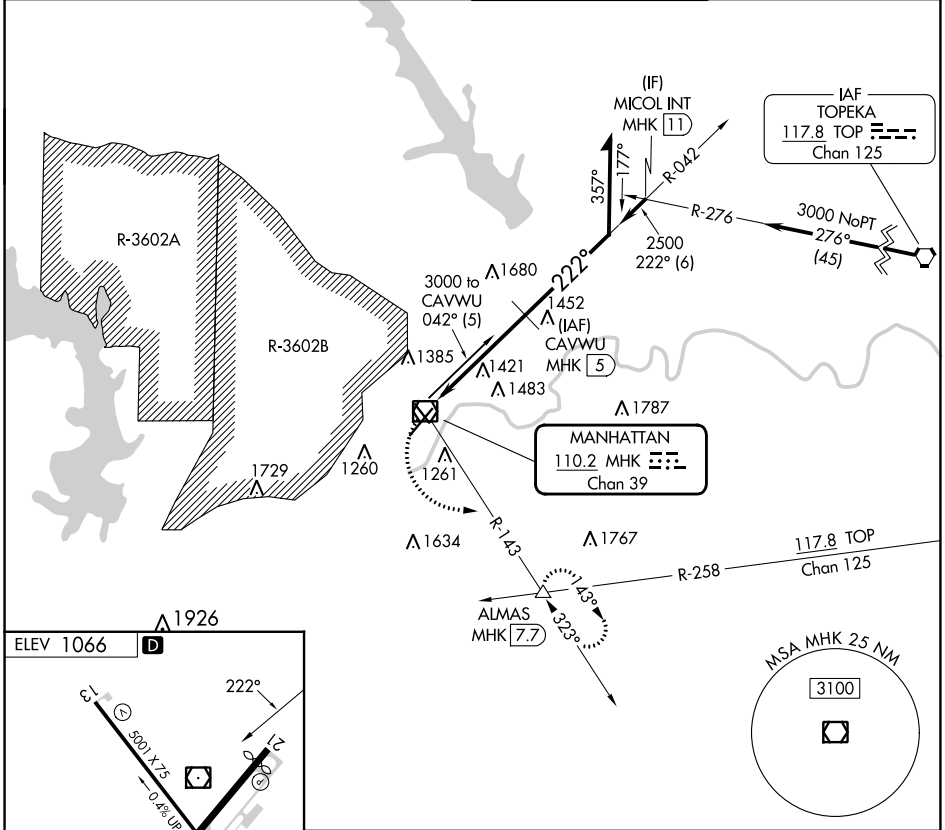 (IF)
MICOL INT
MHK 11
IAF
TOPEKA
117.8 TOP
Chan 125
R-042
357°
177°
R-276
3000 NoPT
276°
(45)
2500
222° (6)
R-3602A
R-3602B
3000 to
CAVWU
042° (5)
1680
222°
1452
(IAF)
CAVWU
MHK 5
1385
1421
1483
1787
MANHATTAN
110.2 MHK
Chan 39
1729
1260
1261
1634
R-143
1767
117.8 TOP
Chan 125
R-258
ALMAS
MHK 7.7
143°
323°
1926
ELEV 1066
D
222°
13
V
5001 X 75
0.4% UP
21
P
MSA MHK 25 NM
3100